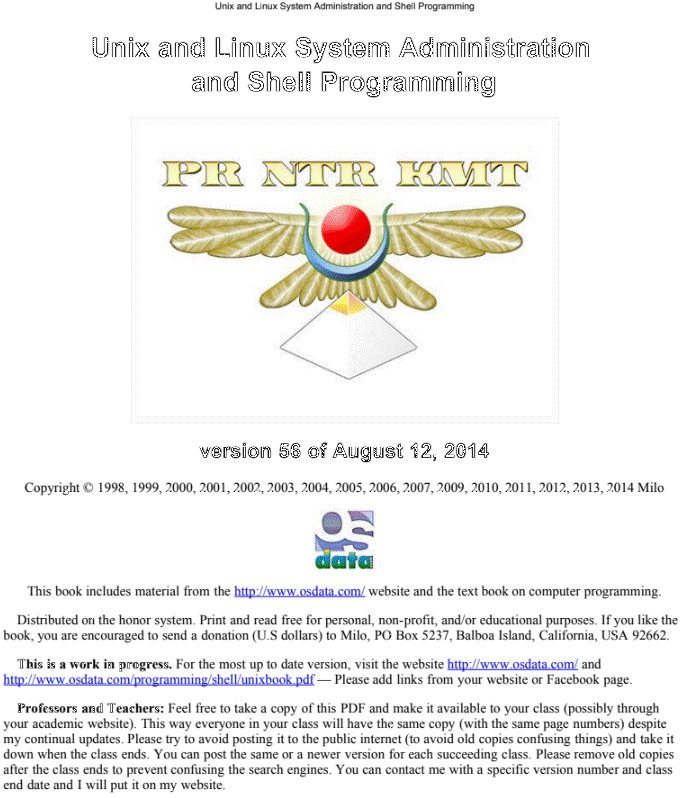 Unix and Linux System Administration and Shell Programming
Unix and Linux System Administration
and Shell Programming
PR NTR KMT
version 56 of August 12, 2014
Copyright © 1998, 1999, 2000, 2001, 2002, 2003, 2004, 2005, 2006, 2007, 2009, 2010, 2011, 2012, 2013, 2014 Milo
OS
data
This book includes material from the http://www.osdata.com/ website and the text book on computer programming.
Distributed on the honor system. Print and read free for personal, non-profit, and/or educational purposes. If you like the
book, you are encouraged to send a donation (U.S dollars) to Milo, PO Box 5237, Balboa Island, California, USA 92662.
This is a work in progress. For the most up to date version, visit the website http://www.osdata.com/ and
http://www.osdata.com/programming/shell/unixbook.pdf — Please add links from your website or Facebook page.
Professors and Teachers: Feel free to take a copy of this PDF and make it available to your class (possibly through
your academic website). This way everyone in your class will have the same copy (with the same page numbers) despite
my continual updates. Please try to avoid posting it to the public internet (to avoid old copies confusing things) and take it
down when the class ends. You can post the same or a newer version for each succeeding class. Please remove old copies
after the class ends to prevent confusing the search engines. You can contact me with a specific version number and class
end date and I will put it on my website.